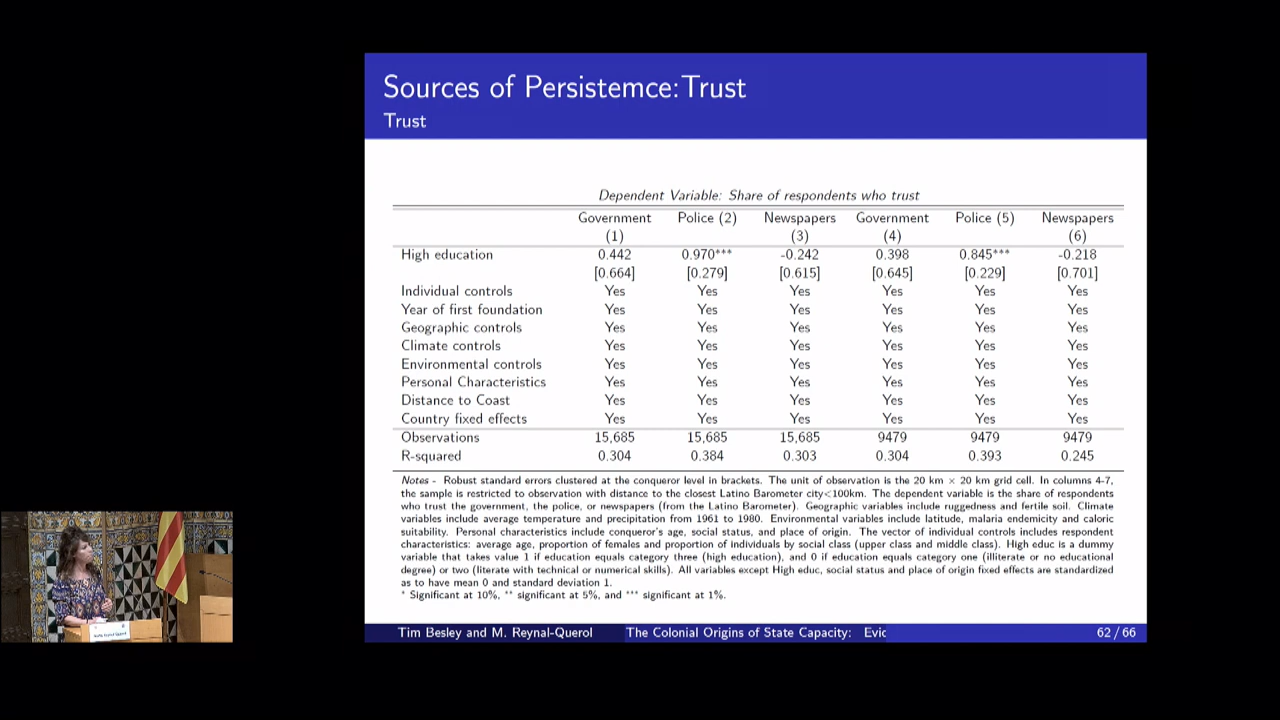 Sources of Persistemce:Trust
Trust
Dependent Variable: Share of respondents who trust
Government Police (2) Newspapers Government Police (5) Newspapers
(1) (3) (4) (6)
High education 0.442 0.970*** -0.242 0.398 0.845*** -0.218
[0.664] [0.279] [0.615] [0.645] [0.229] [0.701]
Individual controls Yes Yes Yes Yes Yes Yes
Year of first foundation Yes Yes Yes Yes Yes Yes
Geographic controls Yes Yes Yes Yes Yes Yes
Climate controls Yes Yes Yes Yes Yes Yes
Environmental controls Yes Yes Yes Yes Yes Yes
Personal Characteristics Yes Yes Yes Yes Yes Yes
Distance to Coast Yes Yes Yes Yes Yes Yes
Country fixed effects Yes Yes Yes Yes Yes Yes
Observations 15,685 15,685 15,685 9479 9479 9479
R-squared 0.304 0.384 0.303 0.304 0.393 0.245
Notes - Robust standard errors clustered at the conqueror level in brackets. The unit of observation is the 20 km × 20 km grid cell. In columns 4-7,
the sample is restricted to observation with distance to the closest Latino Barometer city<100km. The dependent variable is the share of respondents
who trust the government, the police, or newspapers (from the Latino Barometer). Geographic variables include ruggedness and fertile soil. Climate
variables include average temperature and precipitation from 1961 to 1980. Environmental variables include latitude, malaria endemicity and caloric
suitability. Personal characteristics include conqueror's age, social status, and place of origin. The vector of individual controls includes respondent
characteristics: average age, proportion of females and proportion of individuals by social class (upper class and middle class). High educ is a dummy
variable that takes value 1 if education equals category three (high education), and 0 if education equals category one (illiterate or no educational
degree) or two (literate with technical or numerical skills). All variables except High educ, social status and place of origin fixed effects are standardized
as to have mean 0 and standard deviation 1.
* Significant at 10%, ** significant at 5%, and *** significant at 1%.
Tim Besley and M. Reynal-Querol The Colonial Origins of State Capacity: Evic 62 / 66